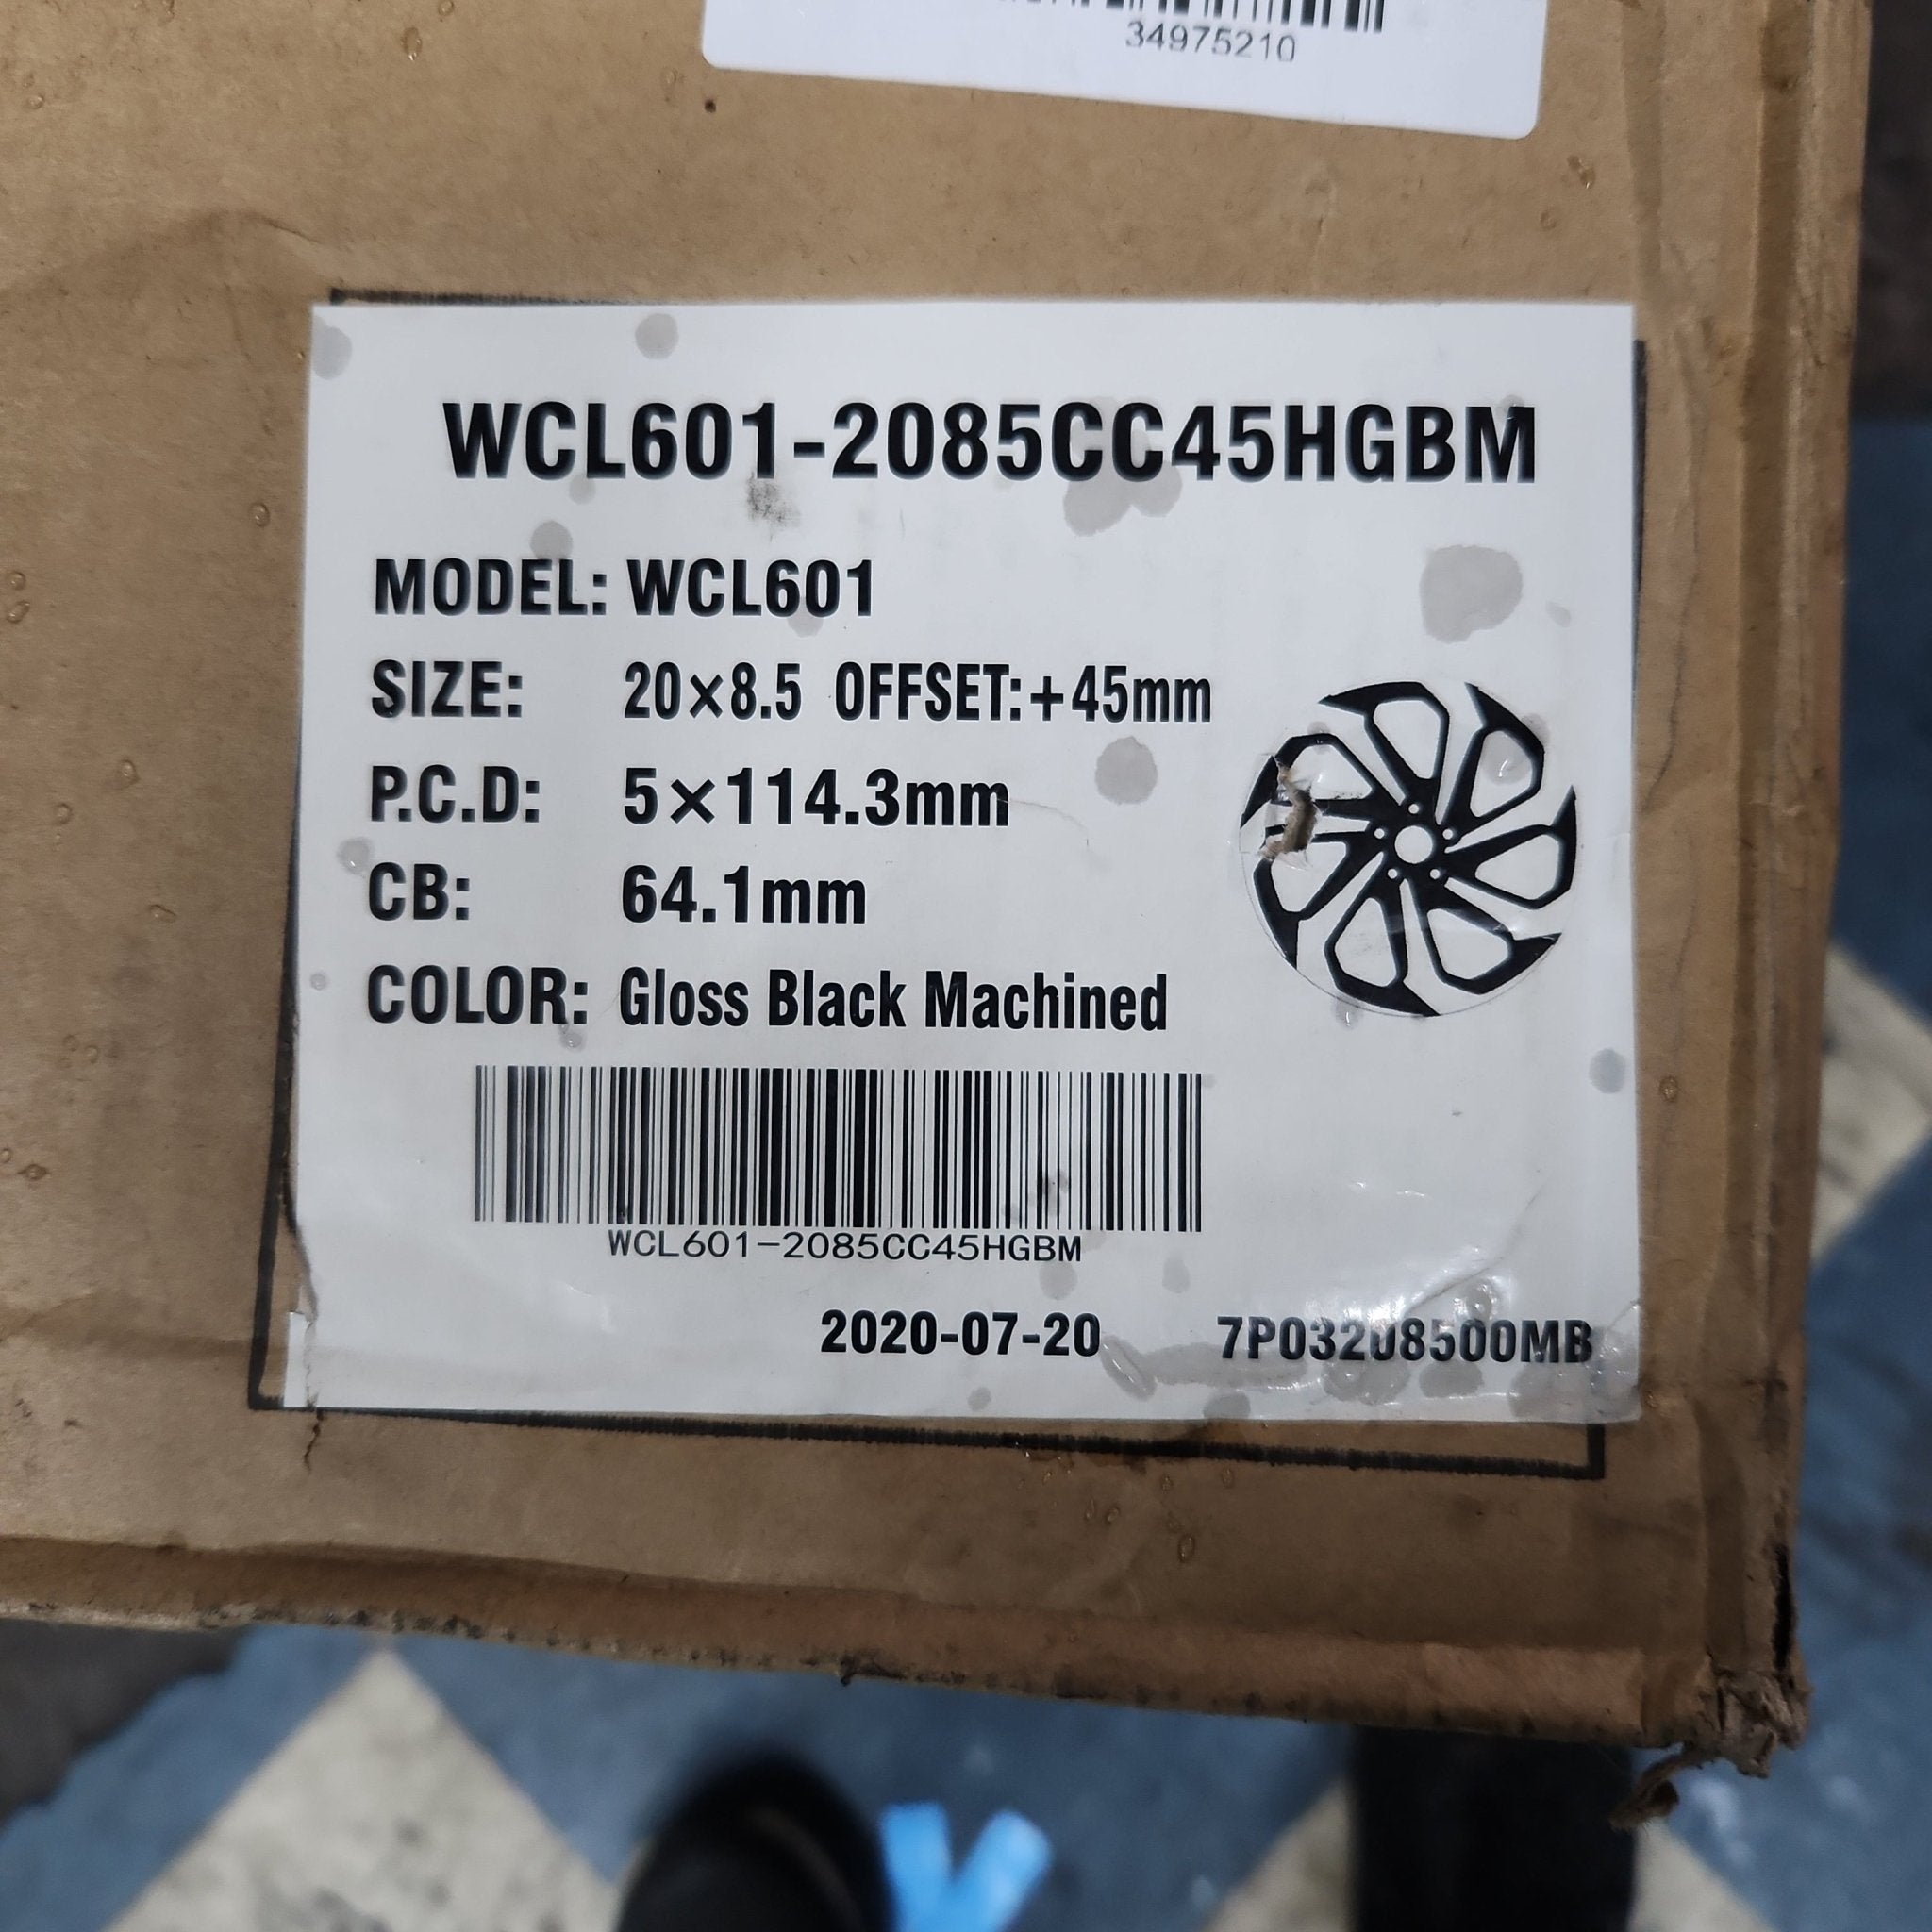 34975210
WCL601-2085CC45HGBM
MODEL: WCL601
SIZE: 20×8.5 OFFSET:+45mm
P.C.D: 5×114.3mm
CB: 64.1mm
COLOR: Gloss Black Machined
WCL601-2085CC45HGBM
2020-07-20 7P03208500MB